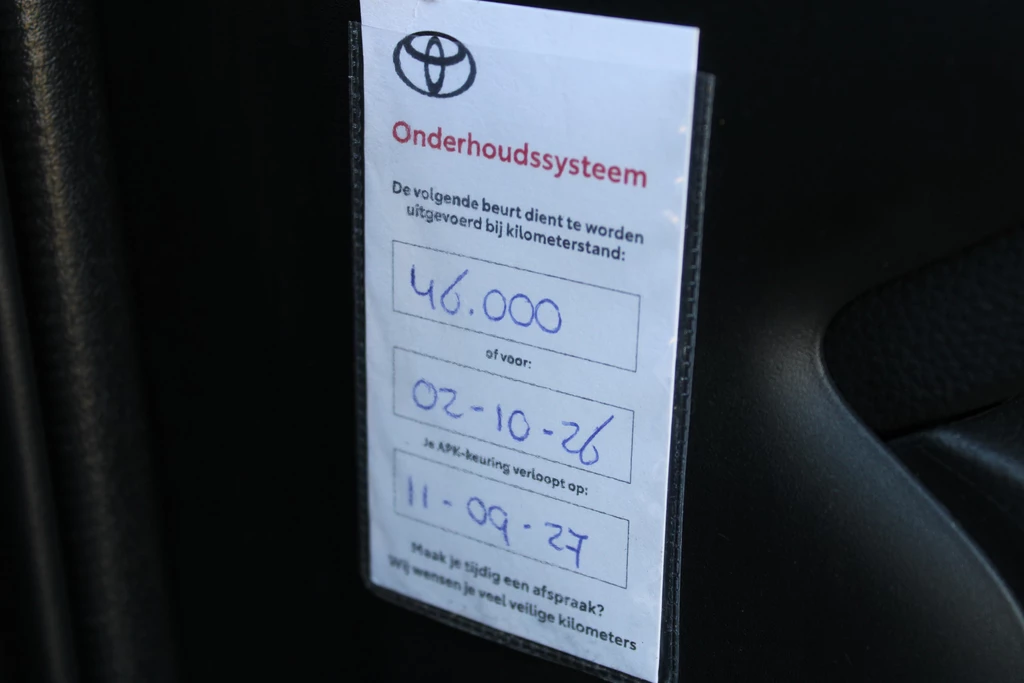 Onderhoudssysteem
De volgende beurt dient te worden
uitgevoerd bij kilometerstand:
46.000
of voor:
02-10-26
Je APK-keuring verloopt op:
11-09-27
Maak je tijdig een afspraak?
Wij wensen je veel veilige kilometers